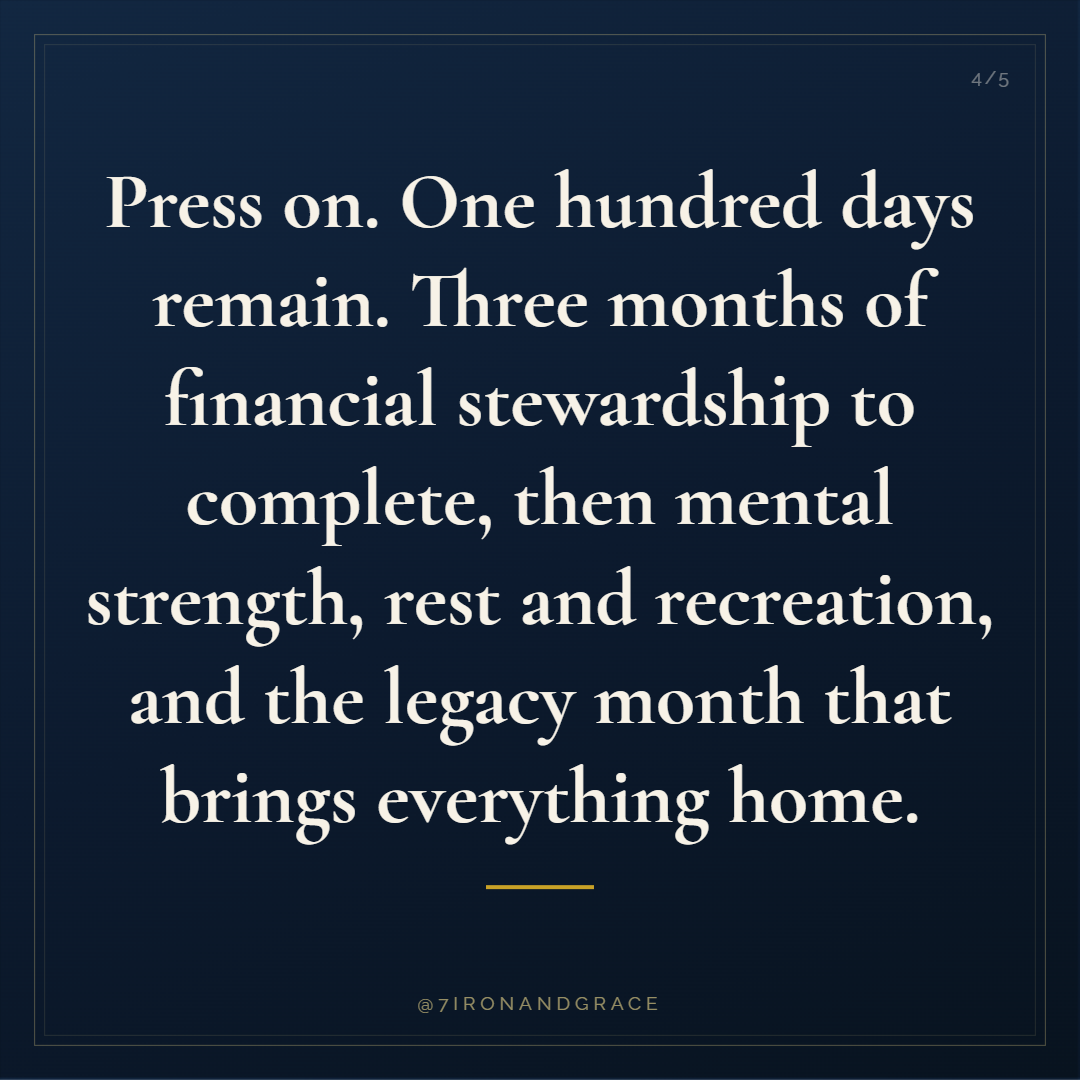 4/5
Press on. One hundred days
remain. Three months of
financial stewardship to
complete, then mental
strength, rest and recreation,
and the legacy month that
brings everything home.
@7IRONANDGRACE